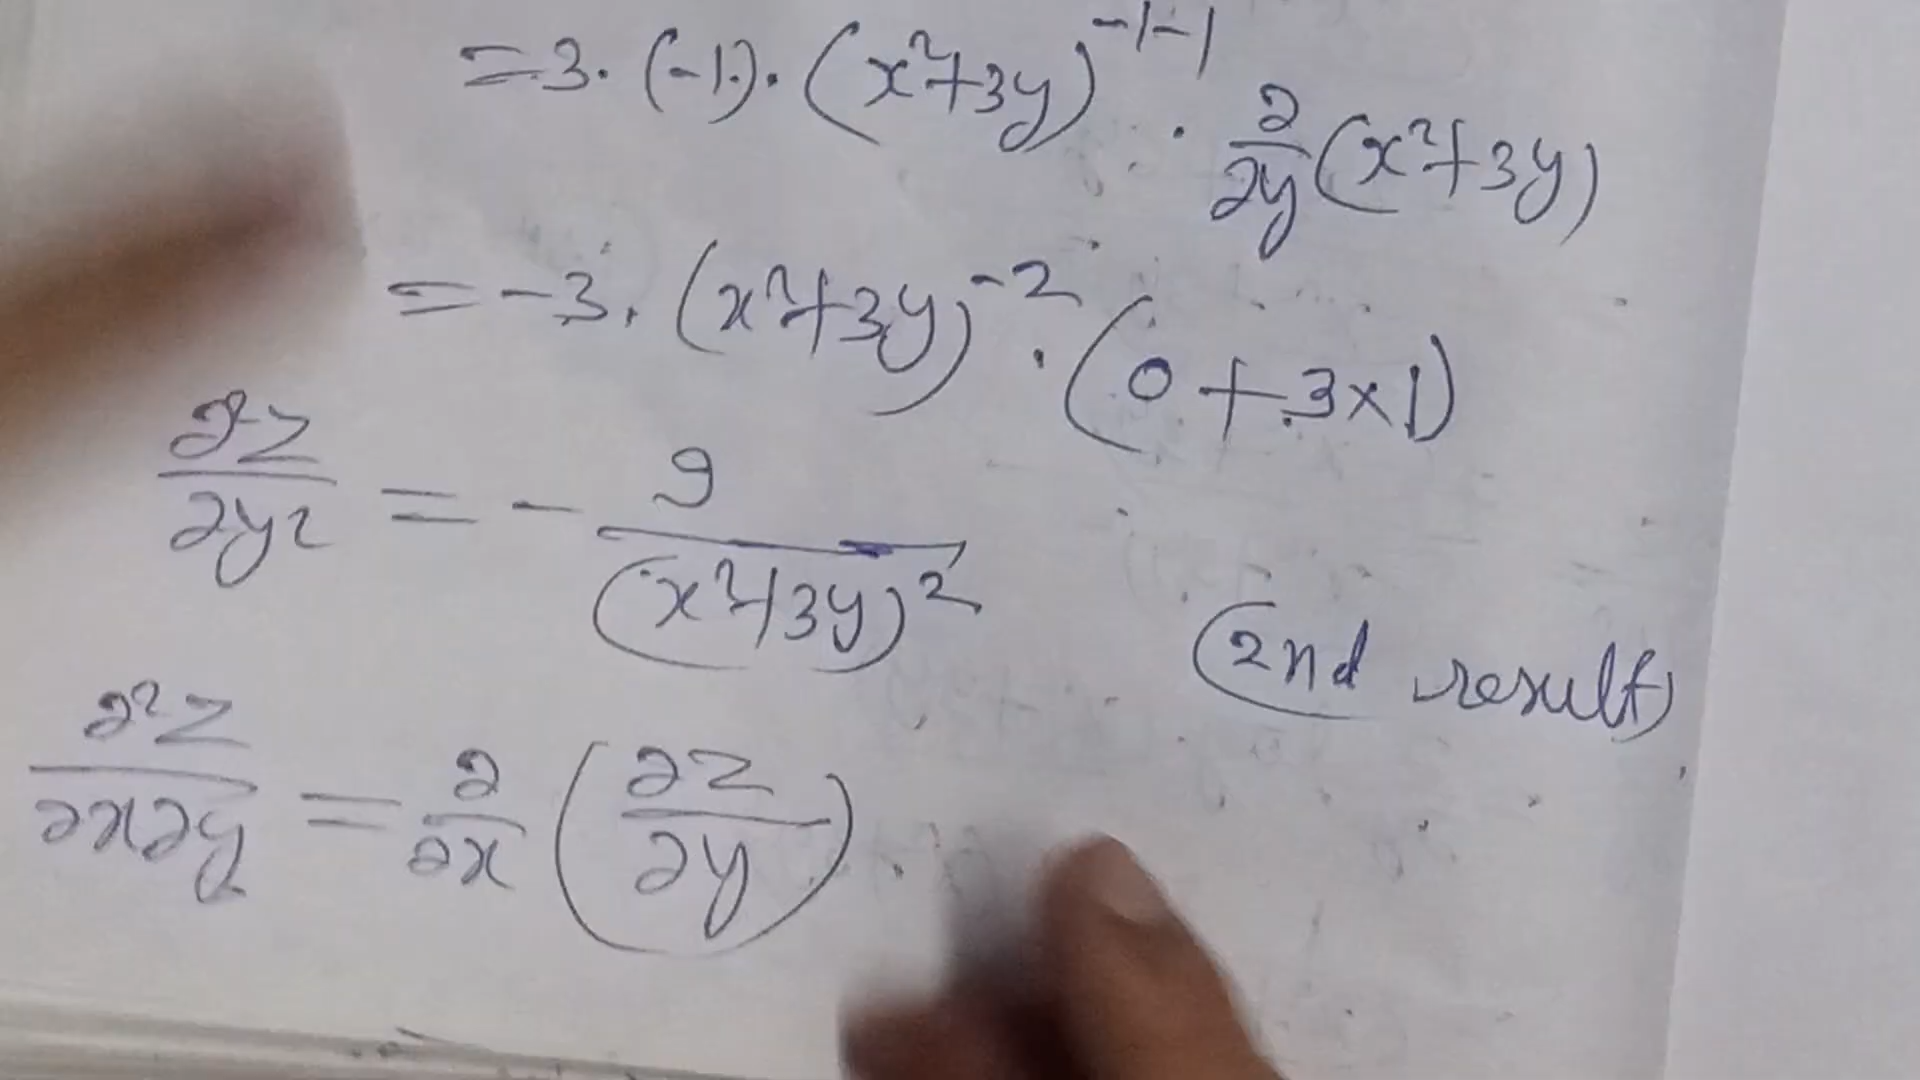 =3.(-1).(x²+3y)⁻¹⁻¹ . ∂/∂y(x²+3y)
=-3.(x²+3y)⁻² . (0+3×1)
∂²z/∂y² = - 9/(x²+3y)²
(2nd result)
∂²z/∂x∂y = ∂/∂x (∂z/∂y)